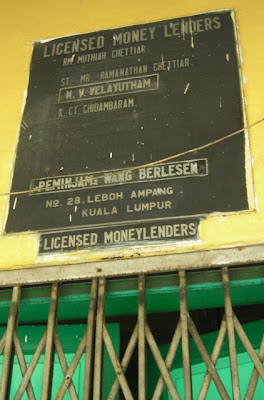 LICENSED MONEY LENDERS
RM MUTHIAH CHETTIAR
ST. MR. RAMANATHAN CHETTIAR
N. V. VELAYUTHAM
K. CT. CHIDAMBARAM.
PEMINJAM2 WANG BERLESEN
No. 28, LEBOH AMPANG
KUALA LUMPUR
LICENSED MONEYLENDERS